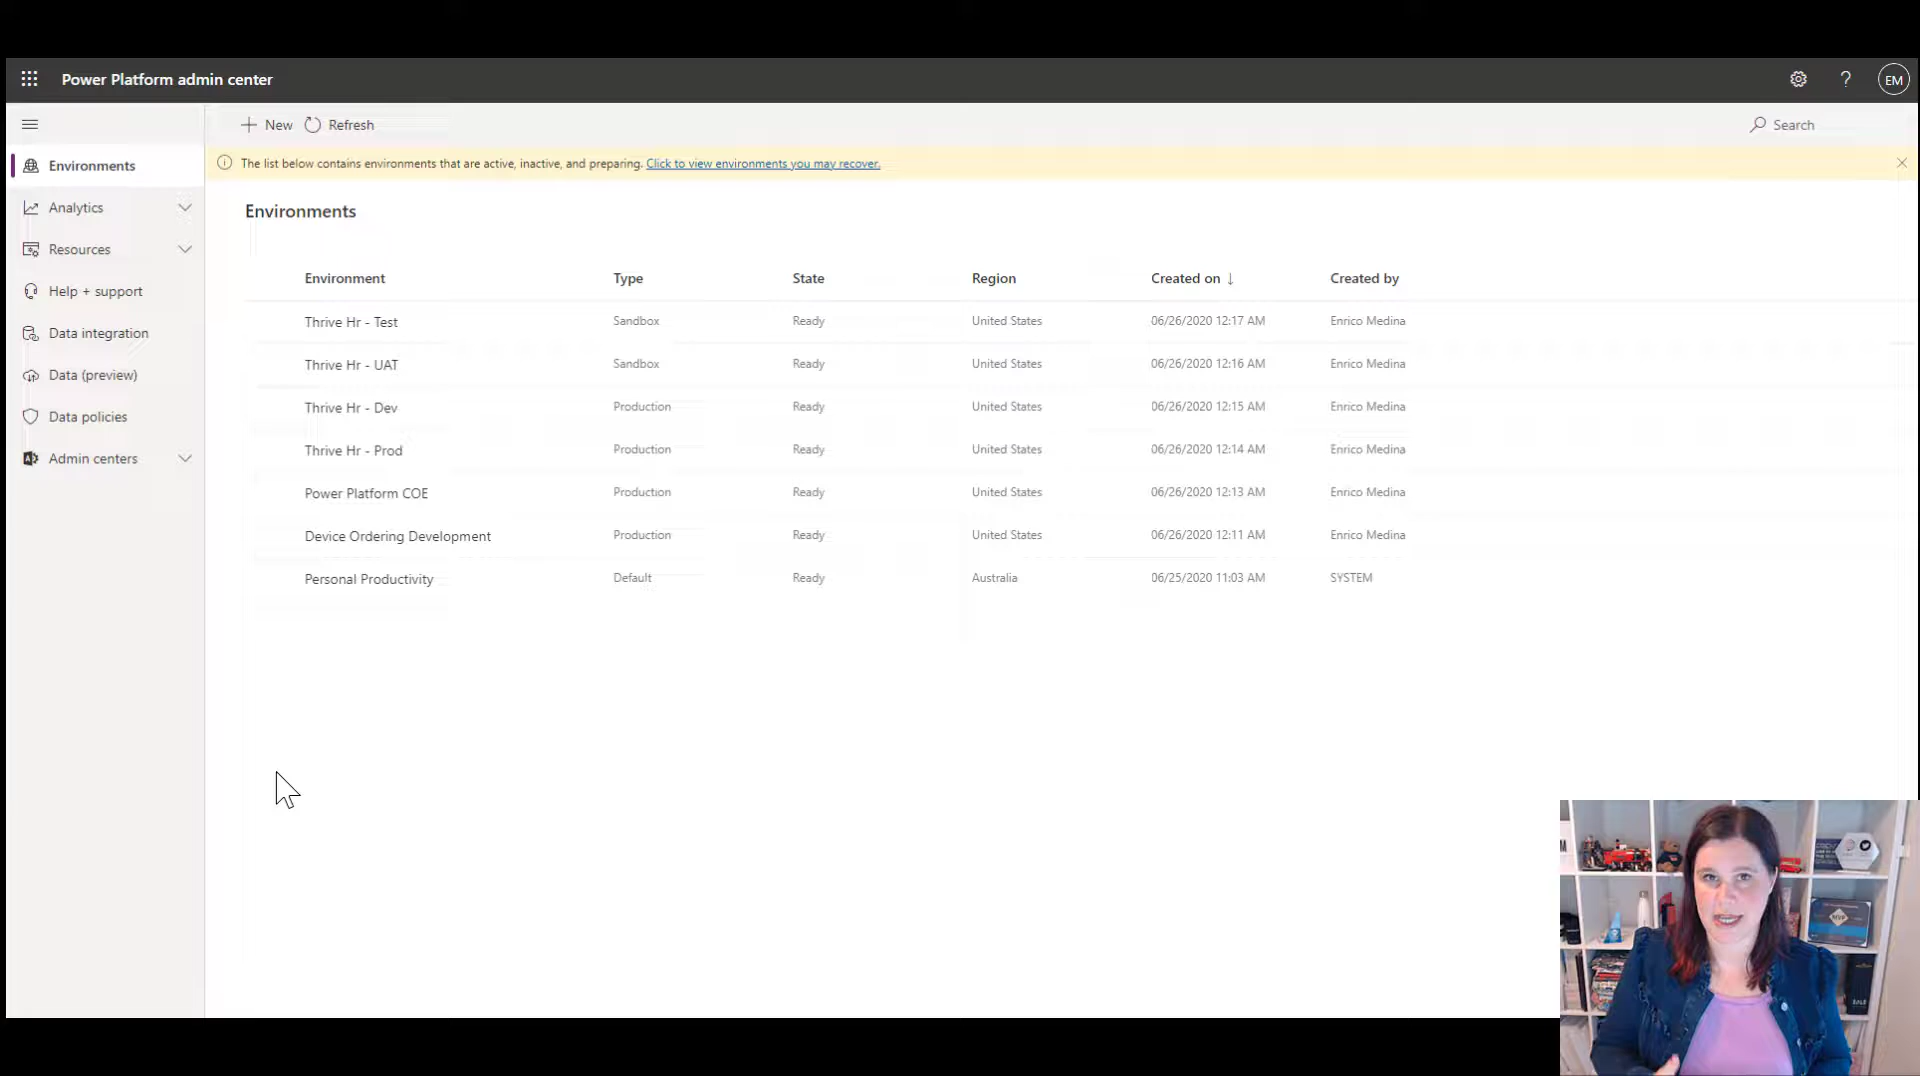 Power Platform admin center
EM
New
Refresh
Search
The list below contains environments that are active, inactive, and preparing. Click to view environments you may recover.
Environments
Analytics
Resources
Help + support
Data integration
Data (preview)
Data policies
Admin centers
Environments
Environment Type State Region Created on ↓ Created by
Thrive Hr - Test Sandbox Ready United States 06/26/2020 12:17 AM Enrico Medina
Thrive Hr - UAT Sandbox Ready United States 06/26/2020 12:16 AM Enrico Medina
Thrive Hr - Dev Production Ready United States 06/26/2020 12:15 AM Enrico Medina
Thrive Hr - Prod Production Ready United States 06/26/2020 12:14 AM Enrico Medina
Power Platform COE Production Ready United States 06/26/2020 12:13 AM Enrico Medina
Device Ordering Development Production Ready United States 06/26/2020 12:11 AM Enrico Medina
Personal Productivity Default Ready Australia 06/25/2020 11:03 AM SYSTEM
MVP